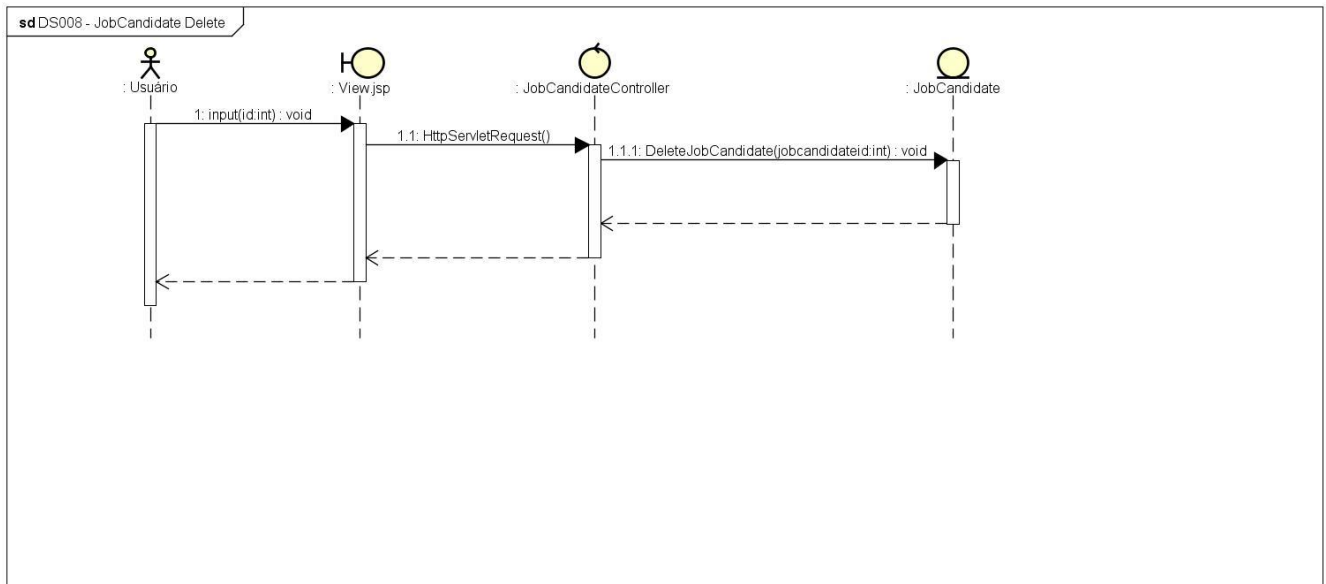 sd DS008 - JobCandidate Delete
: Usuário
: View.jsp
: JobCandidateController
: JobCandidate
1: input(id:int) : void
1.1: HttpServletRequest()
1.1.1: DeleteJobCandidate(jobcandidateid:int) : void